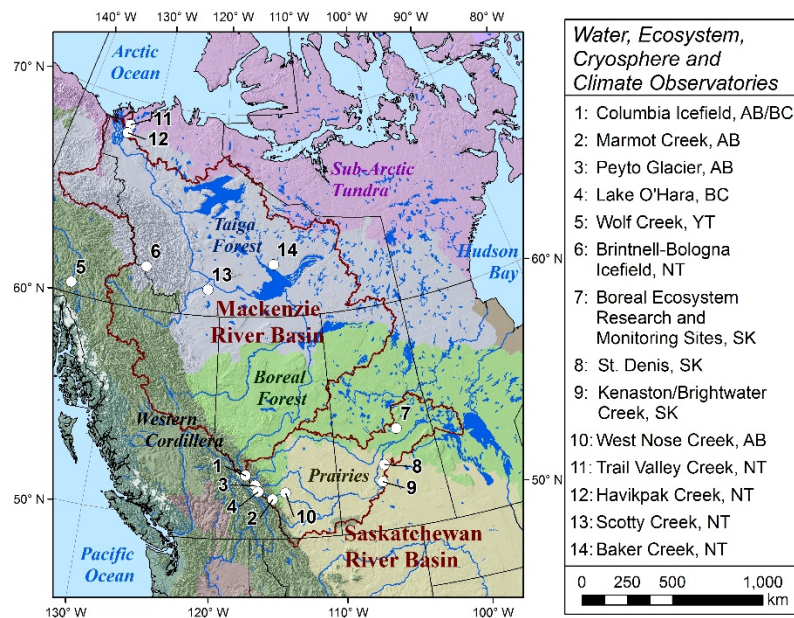 140° W
130° W
120° W
110° W
100° W
90° W
80° W
Arctic
Ocean
70° N
11
12
Sub-Arctic
Tundra
Taiga
Forest
14
Hudson
Bay
60° N
5
6
13
60° N
Mackenzie
River Basin
Boreal
Forest
7
Western
Cordillera
1
3
4
2
10
Prairies
8
9
50° N
50° N
Saskatchewan
River Basin
Pacific
Ocean
130° W
120° W
110° W
100° W
Water, Ecosystem,
Cryosphere and
Climate Observatories
1: Columbia Icefield, AB/BC
2: Marmot Creek, AB
3: Peyto Glacier, AB
4: Lake O'Hara, BC
5: Wolf Creek, YT
6: Brintnell-Bologna
Icefield, NT
7: Boreal Ecosystem
Research and
Monitoring Sites, SK
8: St. Denis, SK
9: Kenaston/Brightwater
Creek, SK
10: West Nose Creek, AB
11: Trail Valley Creek, NT
12: Havikpak Creek, NT
13: Scotty Creek, NT
14: Baker Creek, NT
0 250 500 1,000
km